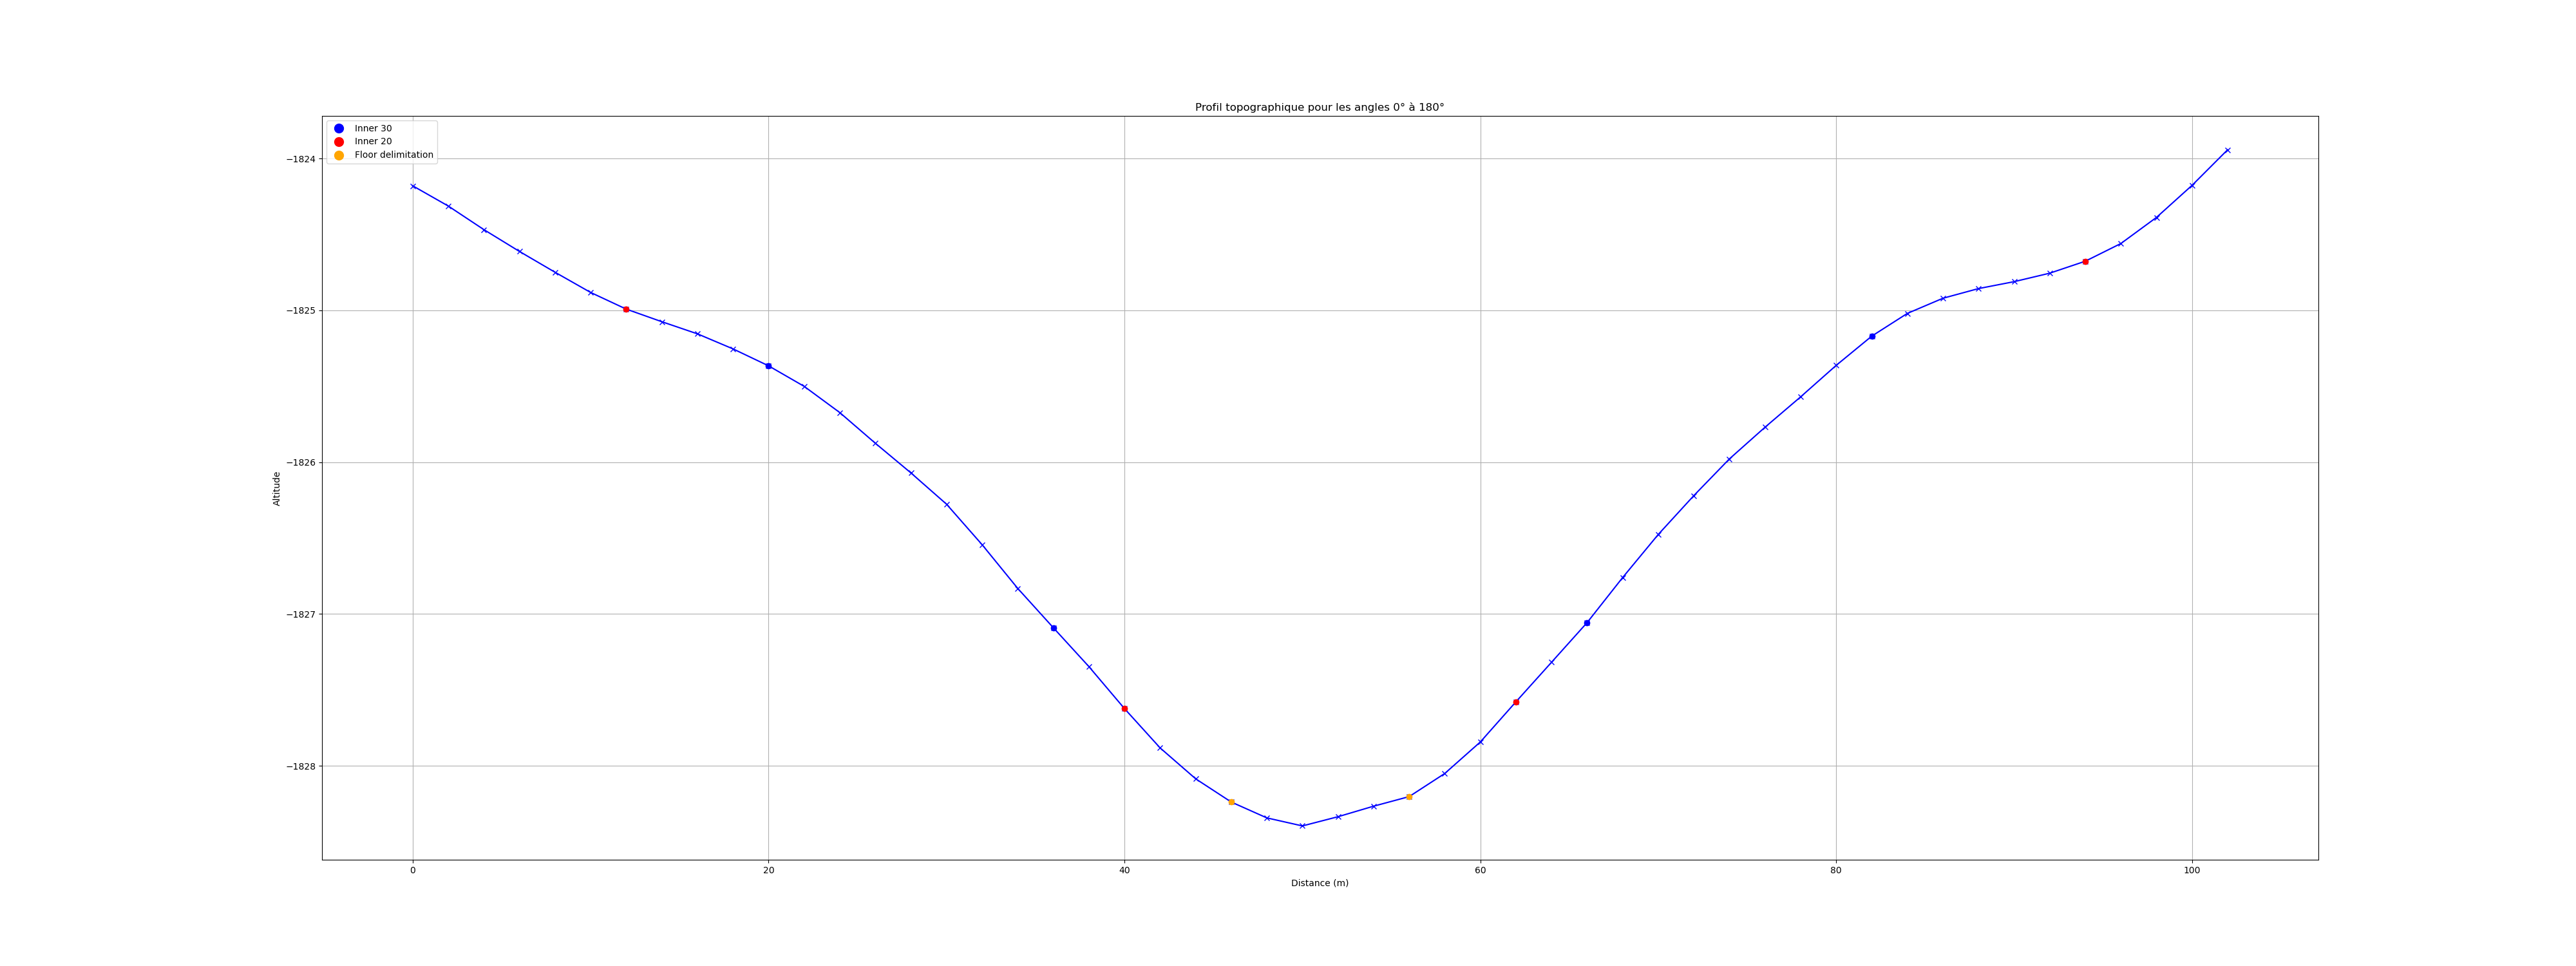 Profil topographique pour les angles 0° à 180°
Inner 30
Inner 20
Floor delimitation
−1824
−1825
−1826
−1827
−1828
Altitude
0 20 40 60 80 100
Distance (m)